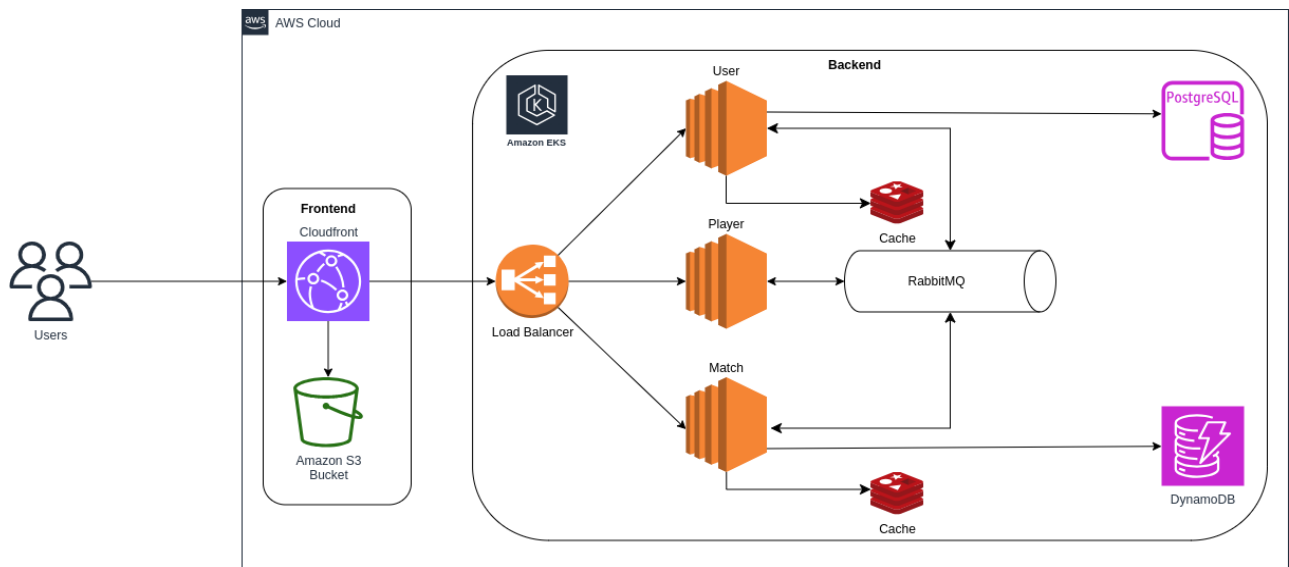 aws
AWS Cloud
Backend
User
PostgreSQL
K
Amazon EKS
Cache
Frontend
Cloudfront
Player
RabbitMQ
Users
Load Balancer
Match
Amazon S3
Bucket
DynamoDB
Cache